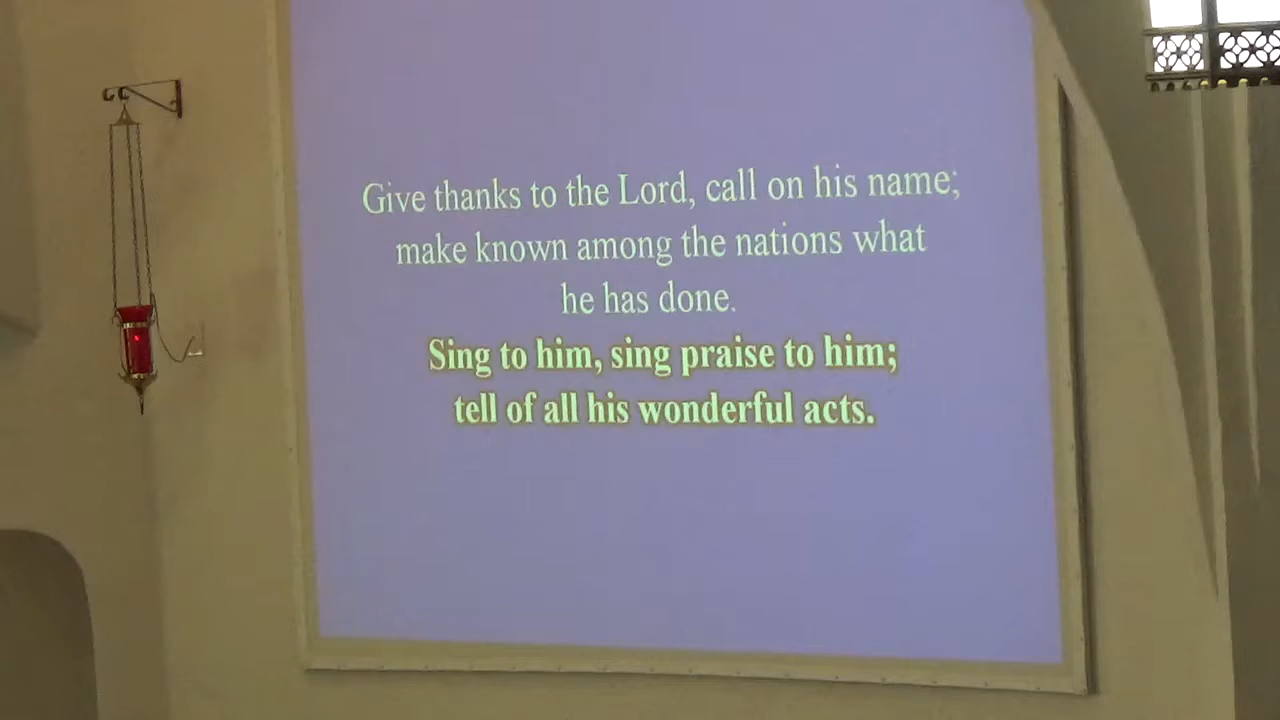 Give thanks to the Lord, call on his name;
make known among the nations what
he has done.
Sing to him, sing praise to him;
tell of all his wonderful acts.